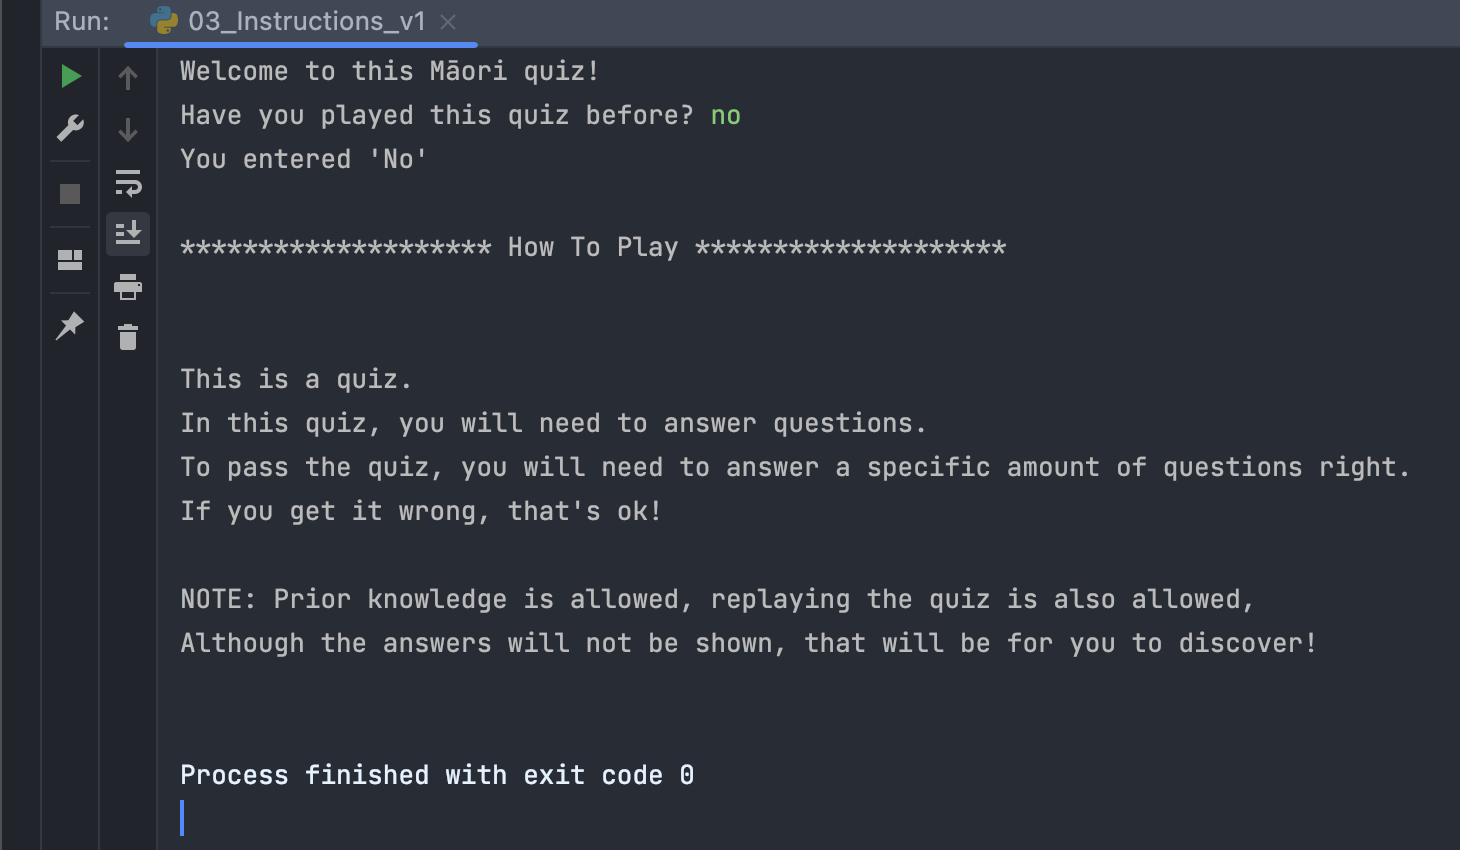 Run: 03_Instructions_v1
Welcome to this Māori quiz!
Have you played this quiz before? no
You entered 'No'
******************** How To Play ********************
This is a quiz.
In this quiz, you will need to answer questions.
To pass the quiz, you will need to answer a specific amount of questions right.
If you get it wrong, that's ok!
NOTE: Prior knowledge is allowed, replaying the quiz is also allowed,
Although the answers will not be shown, that will be for you to discover!
Process finished with exit code 0